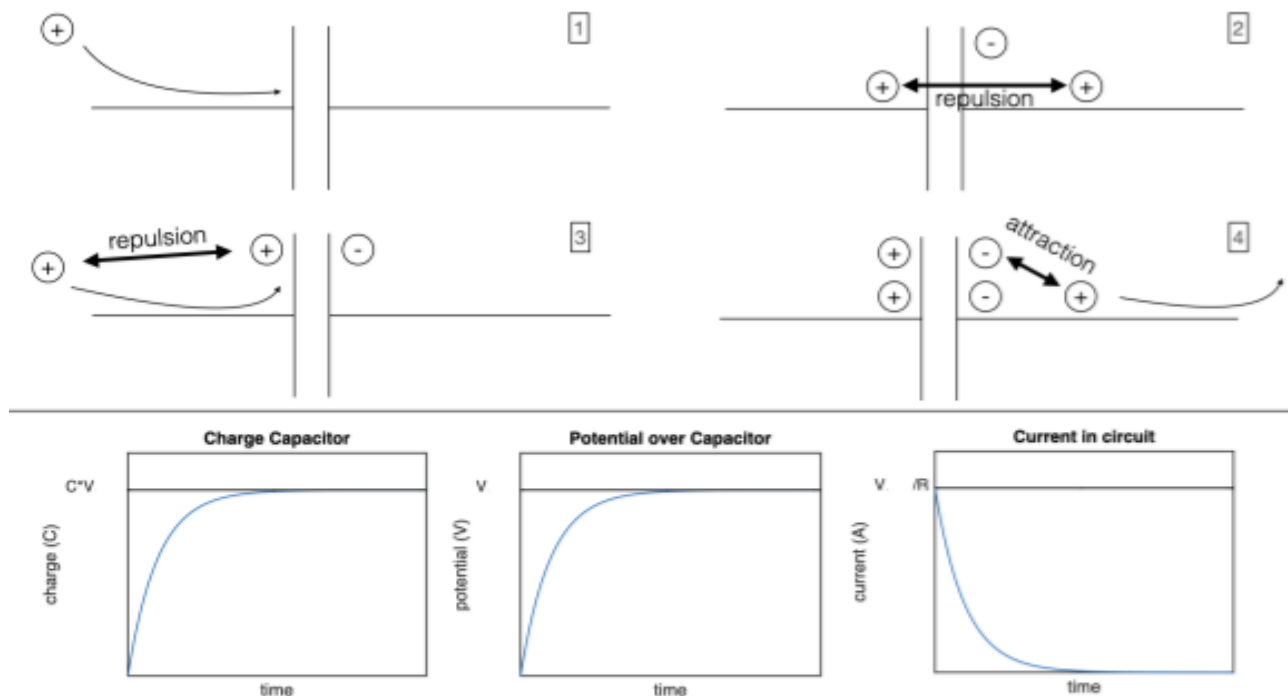 +
1
-
2
+
+
repulsion
repulsion
+
-
3
+
attraction
4
+
-
+
-
+
Charge Capacitor
C*V
charge (C)
time
Potential over Capacitor
V
potential (V)
time
Current in circuit
V /R
current (A)
time